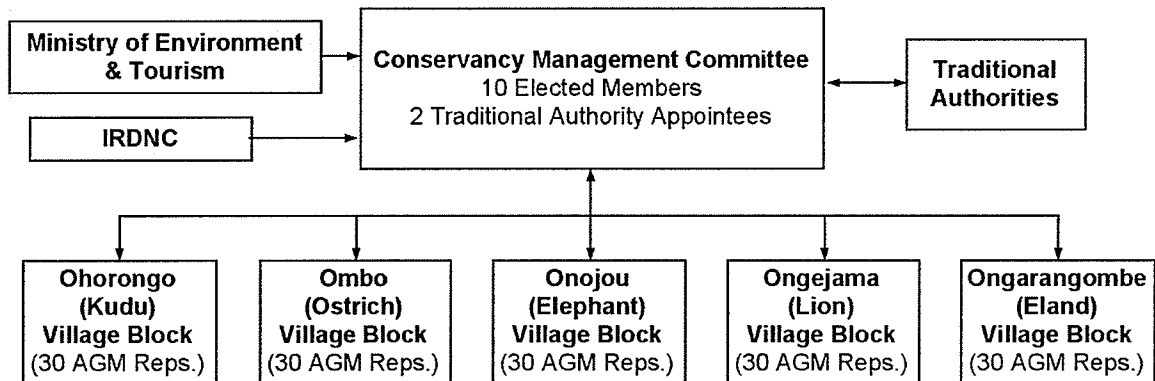 Ministry of Environment
& Tourism
IRDNC
Conservancy Management Committee
10 Elected Members
2 Traditional Authority Appointees
Traditional
Authorities
Ohorongo
(Kudu)
Village Block
(30 AGM Reps.)
Ombo
(Ostrich)
Village Block
(30 AGM Reps.)
Onojou
(Elephant)
Village Block
(30 AGM Reps.)
Ongejama
(Lion)
Village Block
(30 AGM Reps.)
Ongarangombe
(Eland)
Village Block
(30 AGM Reps.)